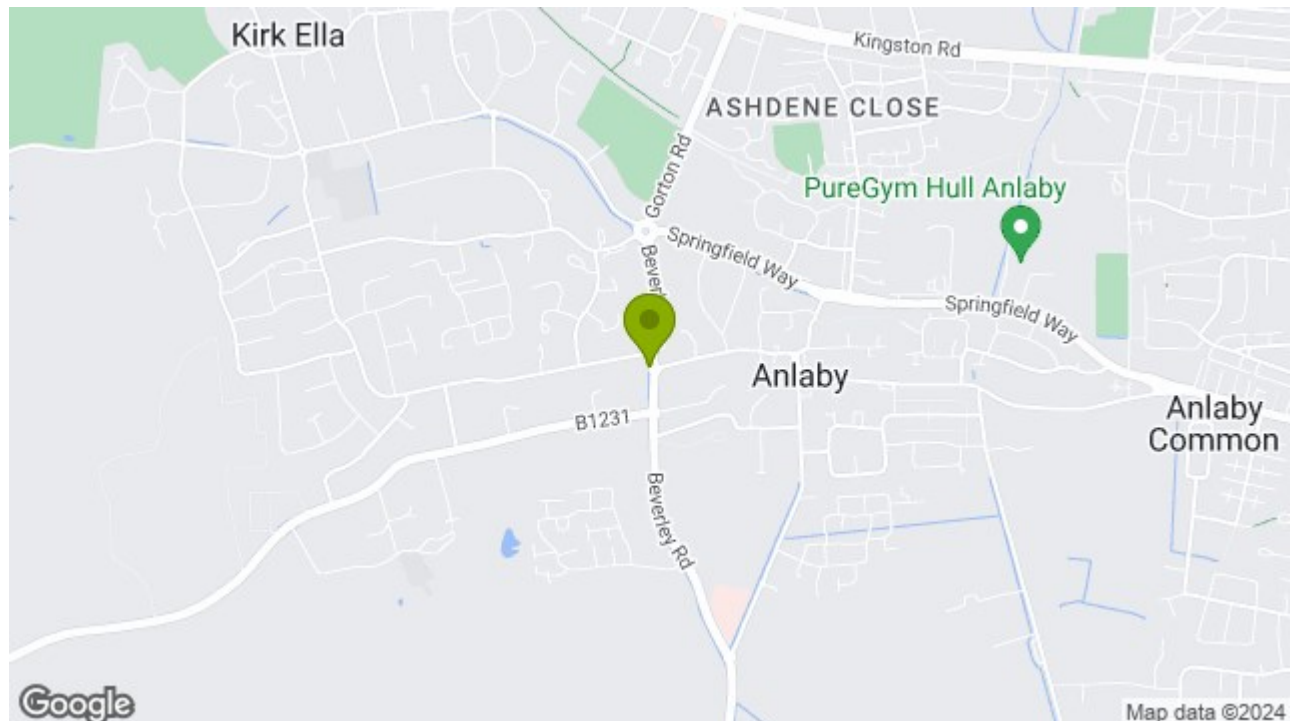 Kirk Ella
Kingston Rd
ASHDENE CLOSE
Gorton Rd
PureGym Hull Anlaby
Springfield Way
Springfield Way
Anlaby
B1231
Anlaby
Common
Beverley Rd
Google
Map data ©2024